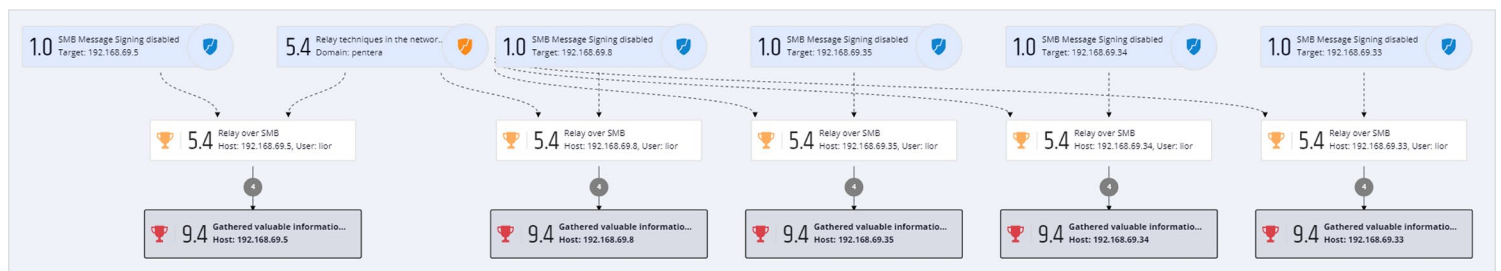 1.0 SMB Message Signing disabled
Target: 192.168.69.5
5.4 Relay techniques in the networ...
Domain: pentera
1.0 SMB Message Signing disabled
Target: 192.168.69.8
1.0 SMB Message Signing disabled
Target: 192.168.69.35
1.0 SMB Message Signing disabled
Target: 192.168.69.34
1.0 SMB Message Signing disabled
Target: 192.168.69.33
5.4 Relay over SMB
Host: 192.168.69.5, User: lior
5.4 Relay over SMB
Host: 192.168.69.8, User: lior
5.4 Relay over SMB
Host: 192.168.69.35, User: lior
5.4 Relay over SMB
Host: 192.168.69.34, User: lior
5.4 Relay over SMB
Host: 192.168.69.33, User: lior
4
4
4
4
4
9.4 Gathered valuable informatio...
Host: 192.168.69.5
9.4 Gathered valuable informatio...
Host: 192.168.69.8
9.4 Gathered valuable informatio...
Host: 192.168.69.35
9.4 Gathered valuable informatio...
Host: 192.168.69.34
9.4 Gathered valuable informatio...
Host: 192.168.69.33